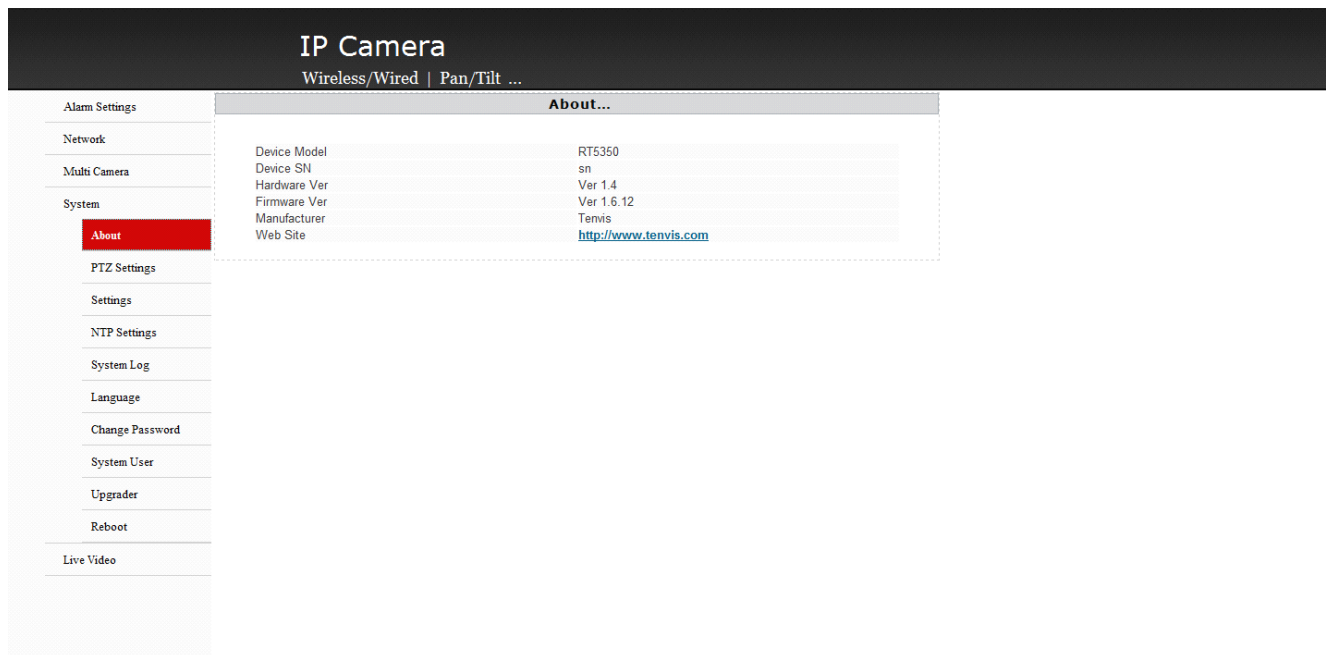 IP Camera
Wireless/Wired | Pan/Tilt ...
Alarm Settings
Network
Multi Camera
System
About
PTZ Settings
Settings
NTP Settings
System Log
Language
Change Password
System User
Upgrader
Reboot
Live Video
About...
Device Model RT5350
Device SN sn
Hardware Ver Ver 1.4
Firmware Ver Ver 1.6.12
Manufacturer Tenvis
Web Site http://www.tenvis.com